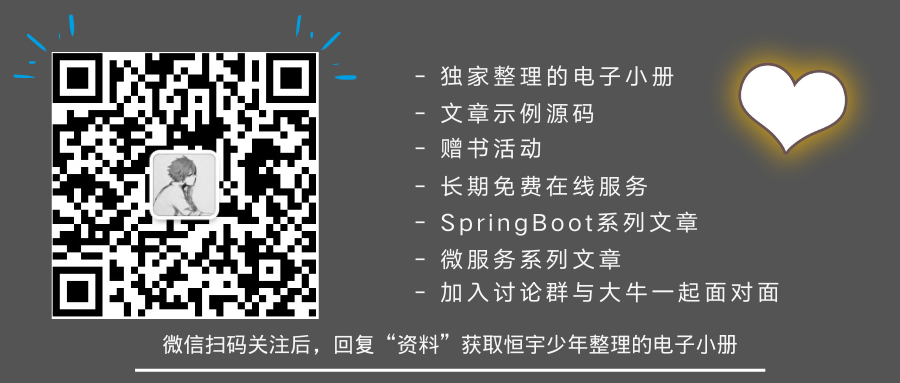 - 独家整理的电子小册
- 文章示例源码
- 赠书活动
- 长期免费在线服务
- SpringBoot系列文章
- 微服务系列文章
- 加入讨论群与大牛一起面对面
微信扫码关注后，回复“资料”获取恒宇少年整理的电子小册